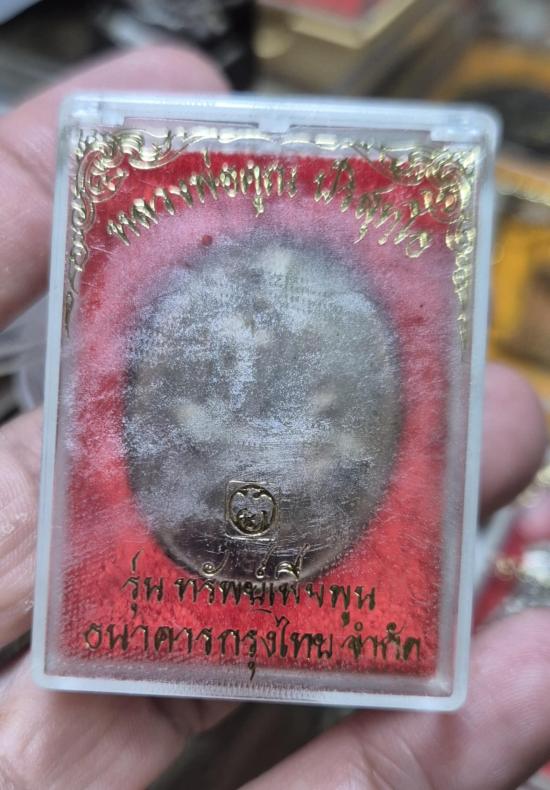 หลวงพ่อคูณ ปริสุทโธ
รุ่น ทรัพย์เพิ่มพูน
ธนาคารกรุงไทย จำกัด